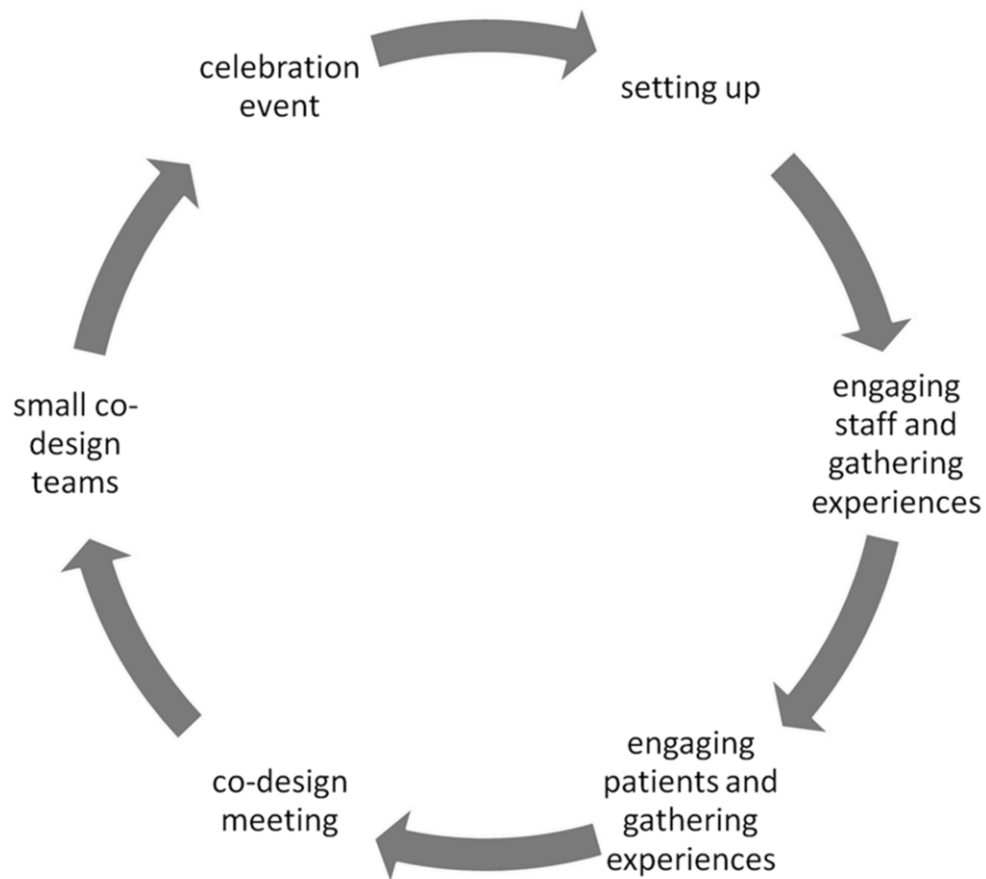 celebration
event
setting up
engaging
staff and
gathering
experiences
engaging
patients and
gathering
experiences
co-design
meeting
small co-
design
teams